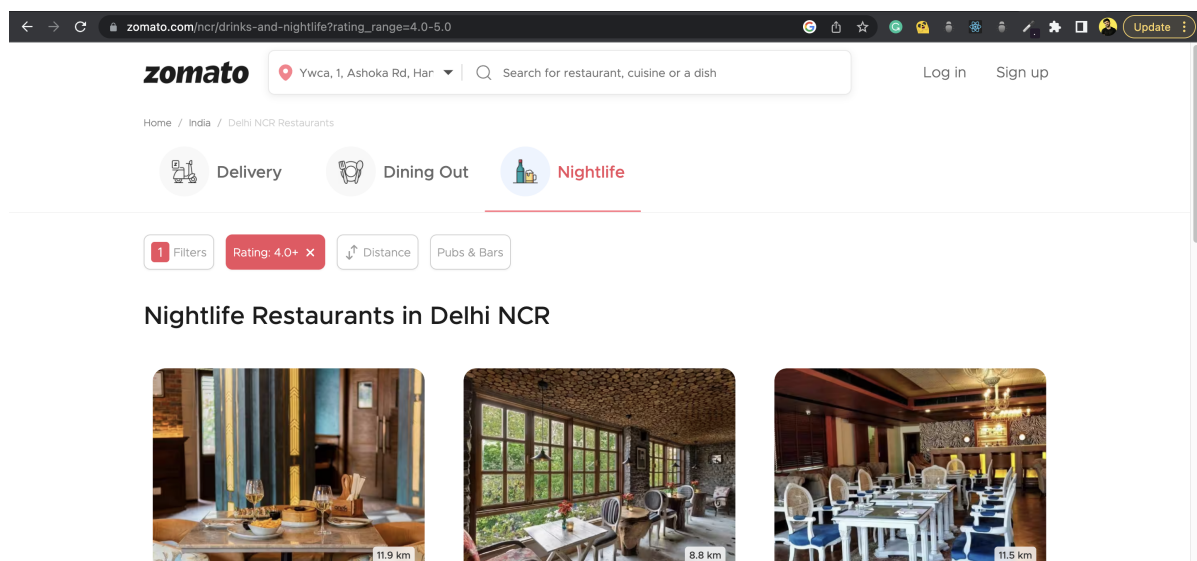 zomato.com/ncr/drinks-and-nightlife?rating_range=4.0-5.0
Update
zomato
Ywca, 1, Ashoka Rd, Har
Search for restaurant, cuisine or a dish
Log in
Sign up
Home / India / Delhi NCR Restaurants
Delivery
Dining Out
Nightlife
1 Filters
Rating: 4.0+ ×
Distance
Pubs & Bars
Nightlife Restaurants in Delhi NCR
11.9 km
8.8 km
11.5 km